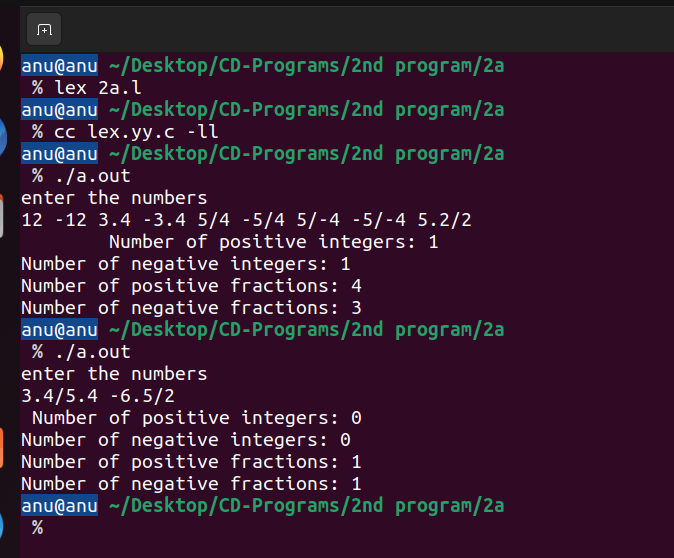 anu@anu ~/Desktop/CD-Programs/2nd program/2a
% lex 2a.l
anu@anu ~/Desktop/CD-Programs/2nd program/2a
% cc lex.yy.c -ll
anu@anu ~/Desktop/CD-Programs/2nd program/2a
% ./a.out
enter the numbers
12 -12 3.4 -3.4 5/4 -5/4 5/-4 -5/-4 5.2/2
Number of positive integers: 1
Number of negative integers: 1
Number of positive fractions: 4
Number of negative fractions: 3
anu@anu ~/Desktop/CD-Programs/2nd program/2a
% ./a.out
enter the numbers
3.4/5.4 -6.5/2
Number of positive integers: 0
Number of negative integers: 0
Number of positive fractions: 1
Number of negative fractions: 1
anu@anu ~/Desktop/CD-Programs/2nd program/2a
%